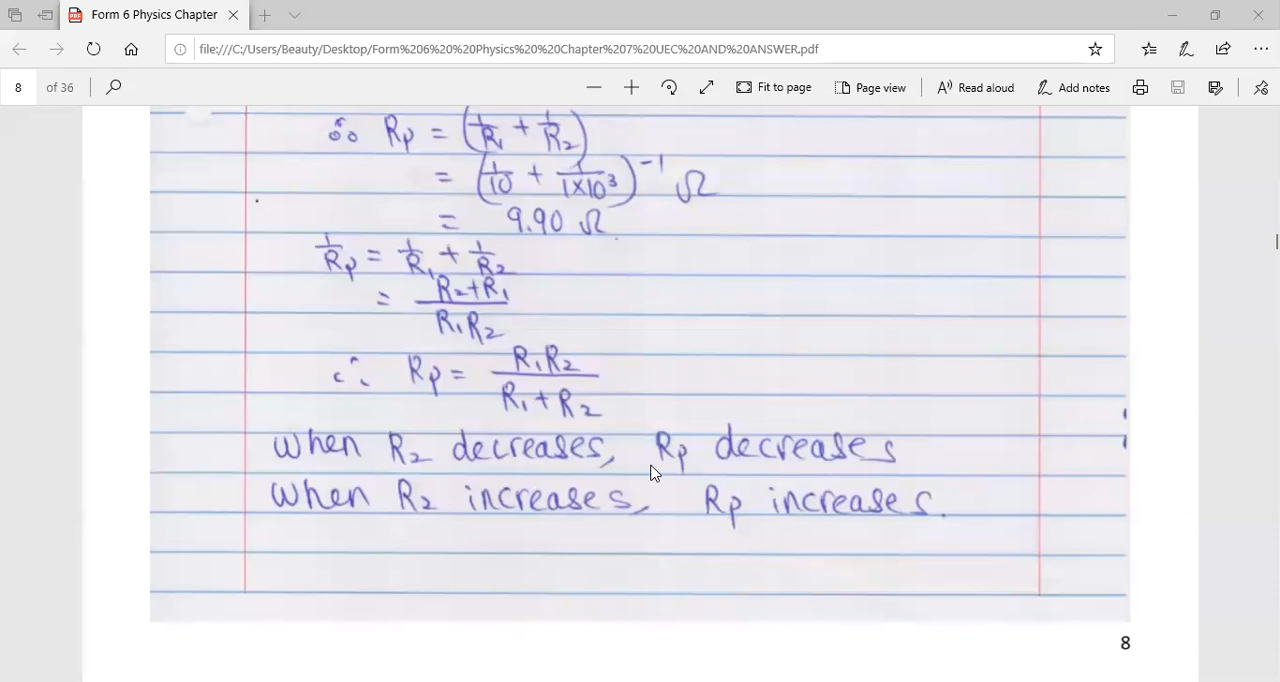 Form 6 Physics Chapter
file:///C:/Users/Beauty/Desktop/Form%206%20%20Physics%20%20Chapter%207%20UEC%20AND%20ANSWER.pdf
8 of 36
Fit to page
Page view
Read aloud
Add notes
∴ Rp = (1/R₁ + 1/R₂)
= (1/10 + 1/1×10³)⁻¹ Ω
= 9.90 Ω
1/Rp = 1/R₁ + 1/R₂
= R₂+R₁/R₁R₂
∴ Rp = R₁R₂/R₁+R₂
When R₂ decreases, Rp decreases
When R₂ increases, Rp increases.
8